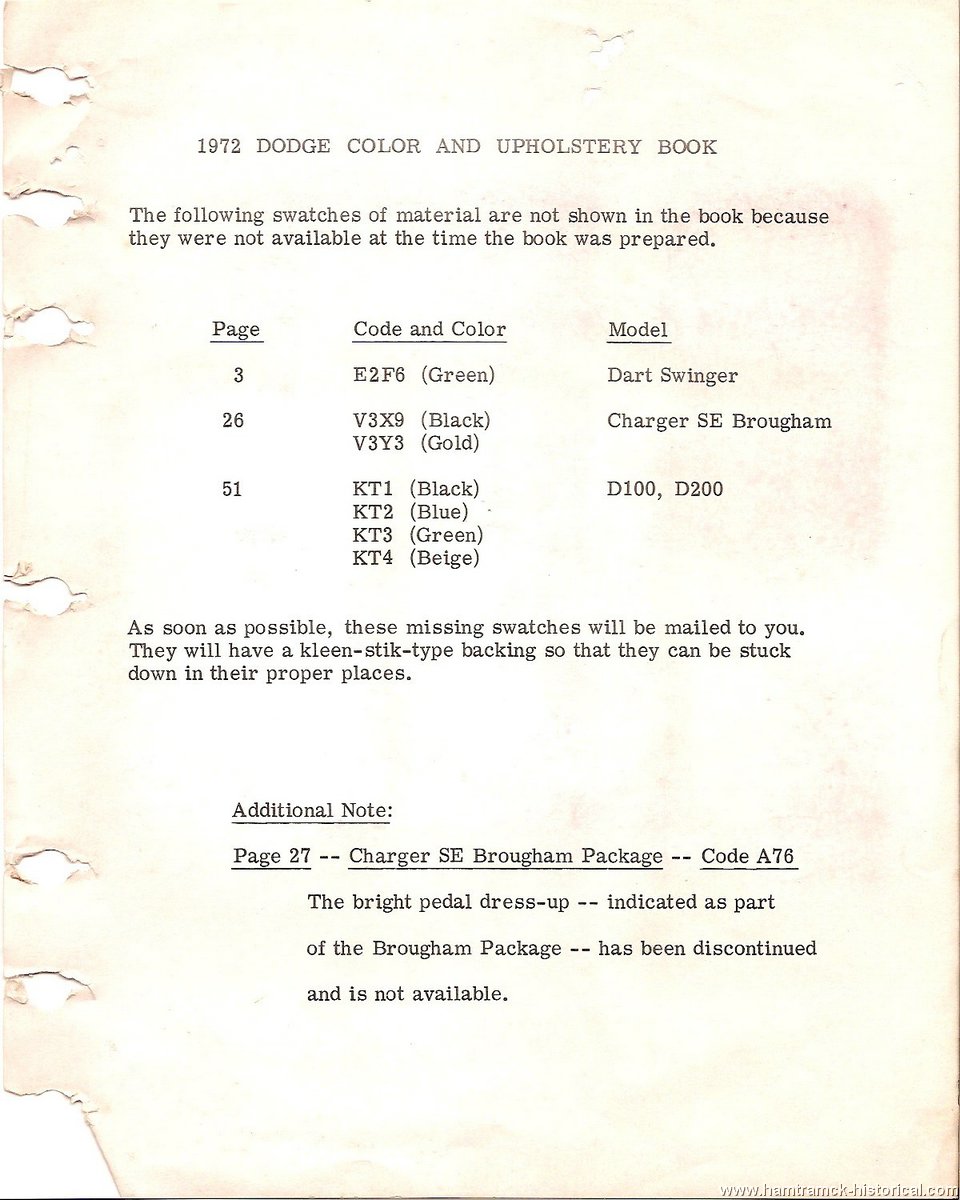 1972 DODGE COLOR AND UPHOLSTERY BOOK
The following swatches of material are not shown in the book because
they were not available at the time the book was prepared.
Page Code and Color Model
3 E2F6 (Green) Dart Swinger
26 V3X9 (Black) Charger SE Brougham
V3Y3 (Gold)
51 KT1 (Black) D100, D200
KT2 (Blue)
KT3 (Green)
KT4 (Beige)
As soon as possible, these missing swatches will be mailed to you.
They will have a kleen-stik-type backing so that they can be stuck
down in their proper places.
Additional Note:
Page 27 -- Charger SE Brougham Package -- Code A76
The bright pedal dress-up -- indicated as part
of the Brougham Package -- has been discontinued
and is not available.
www.hamtramck-historical.com